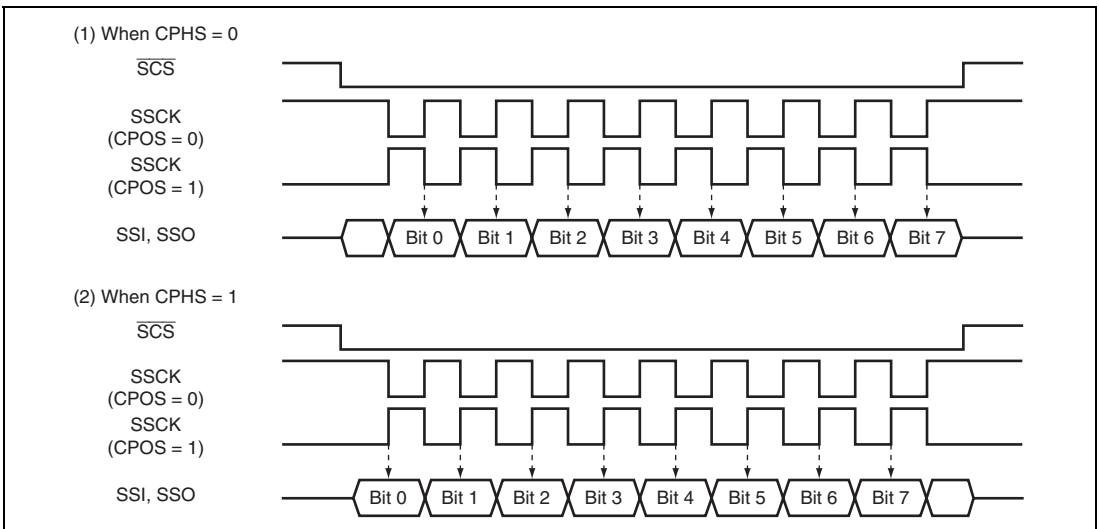 (1) When CPHS = 0
SCS
SSCK
(CPOS = 0)
SSCK
(CPOS = 1)
SSI, SSO
Bit 0 Bit 1 Bit 2 Bit 3 Bit 4 Bit 5 Bit 6 Bit 7
(2) When CPHS = 1
SCS
SSCK
(CPOS = 0)
SSCK
(CPOS = 1)
SSI, SSO
Bit 0 Bit 1 Bit 2 Bit 3 Bit 4 Bit 5 Bit 6 Bit 7